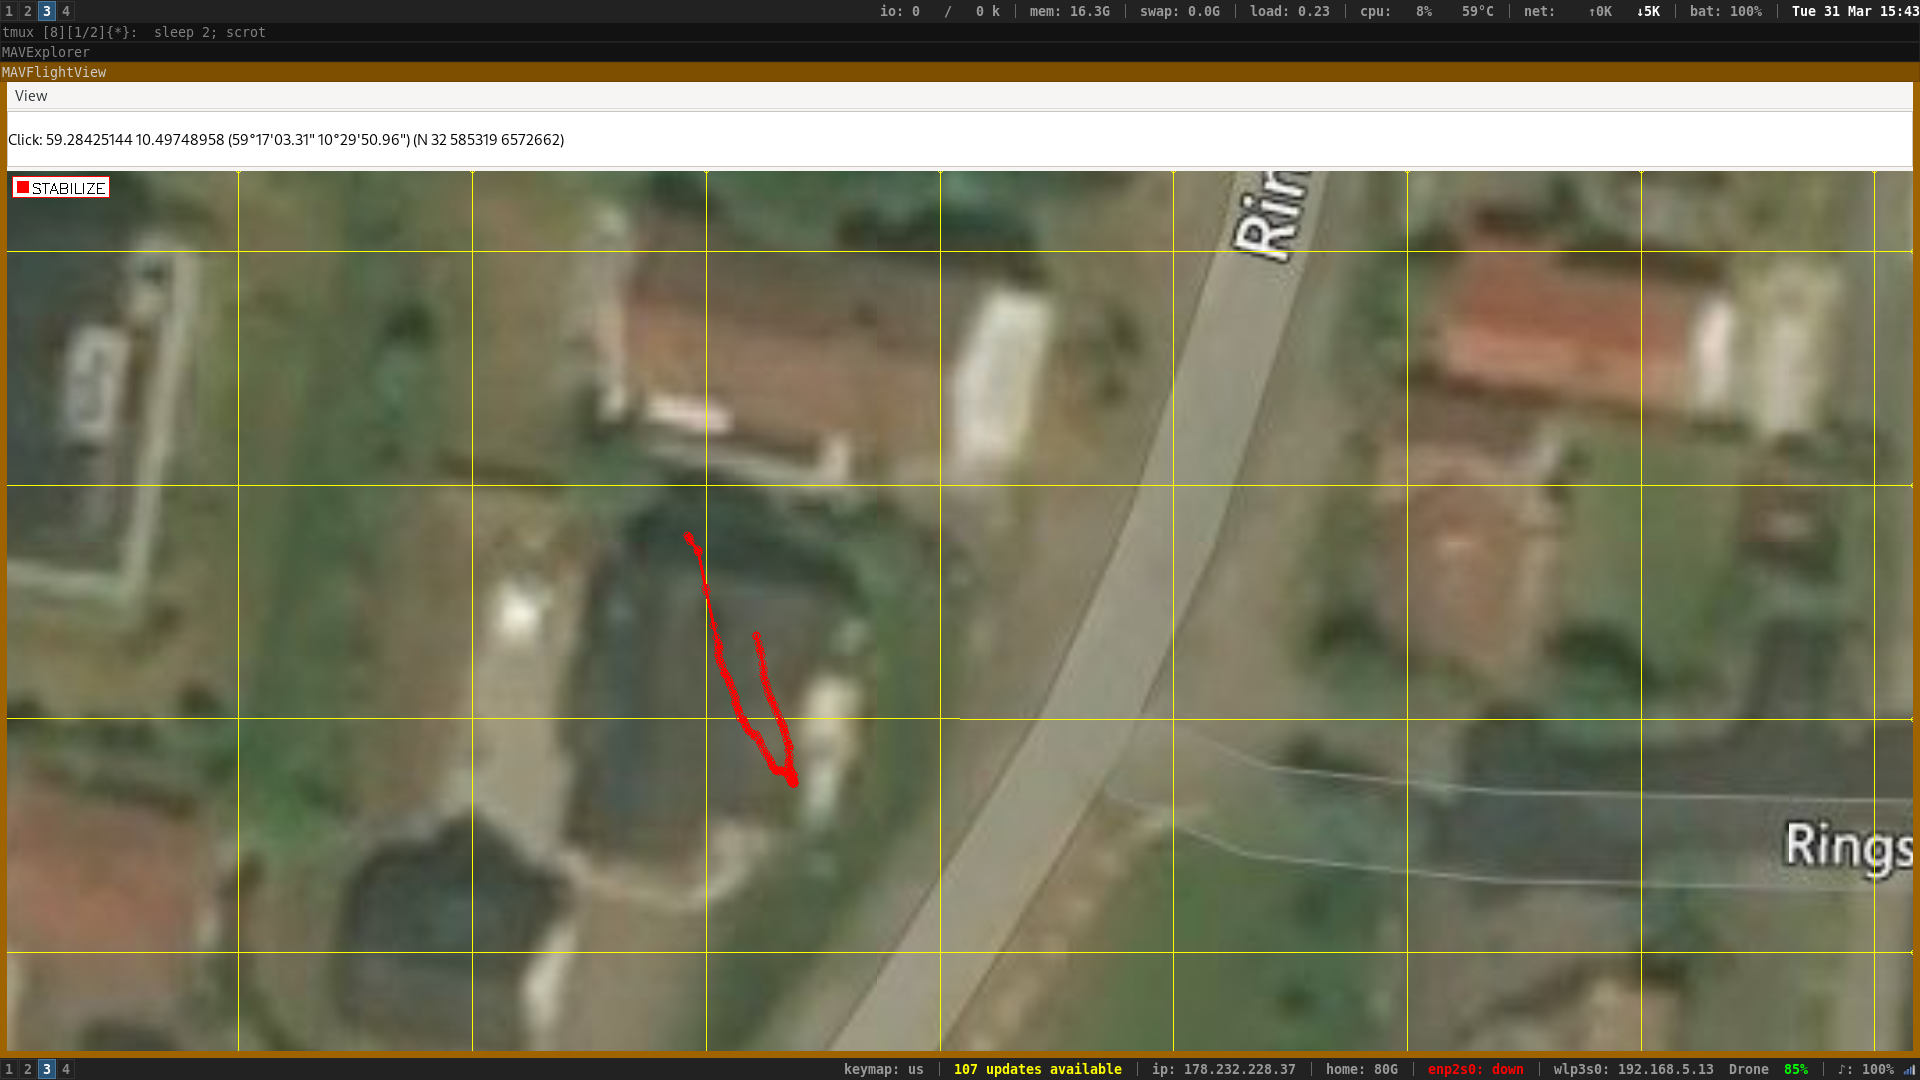 1 2 3 4 io: 0 / 0 k mem: 16.3G swap: 0.0G load: 0.23 cpu: 8% 59°C net: ↑0K ↓5K bat: 100% Tue 31 Mar 15:43
tmux [8][1/2]{*}: sleep 2; scrot
MAVExplorer
MAVFlightView
View
Click: 59.28425144 10.49748958 (59°17'03.31" 10°29'50.96") (N 32 585319 6572662)
STABILIZE
Rin
Rings
1 2 3 4 keymap: us 107 updates available ip: 178.232.228.37 home: 80G enp2s0: down wlp3s0: 192.168.5.13 Drone 85% ♪: 100%